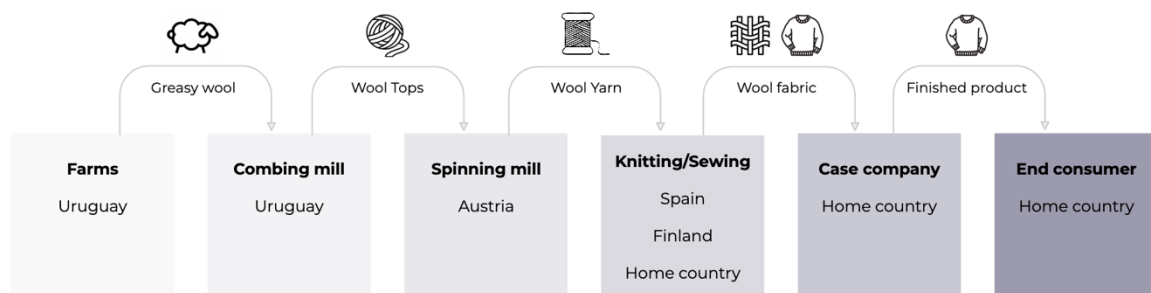 Greasy wool
Wool Tops
Wool Yarn
Wool fabric
Finished product
Farms
Uruguay
Combing mill
Uruguay
Spinning mill
Austria
Knitting/Sewing
Spain
Finland
Home country
Case company
Home country
End consumer
Home country